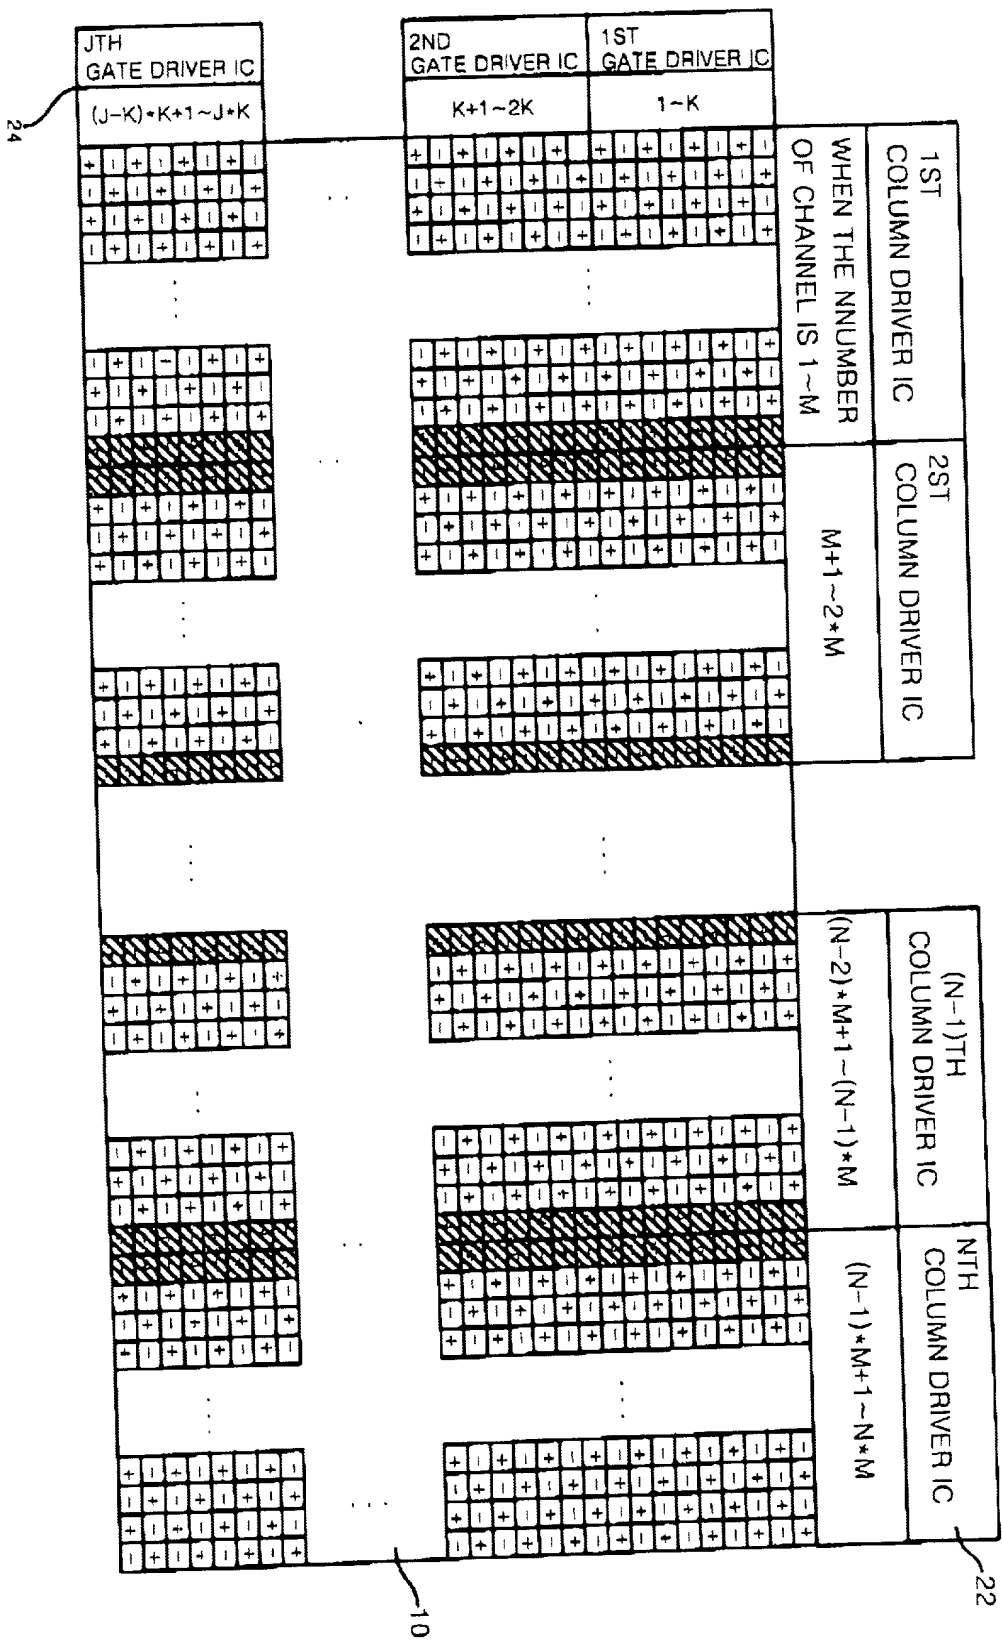 1ST
COLUMN DRIVER IC
2ST
COLUMN DRIVER IC
(N-1)TH
COLUMN DRIVER IC
NTH
COLUMN DRIVER IC
22
WHEN THE NNUMBER
OF CHANNEL IS 1~M
M+1~2*M
(N-2)*M+1~(N-1)*M
(N-1)*M+1~N*M
1ST
GATE DRIVER IC
1~K
2ND
GATE DRIVER IC
K+1~2K
JTH
GATE DRIVER IC
(J-K)*K+1~J*K
24
10